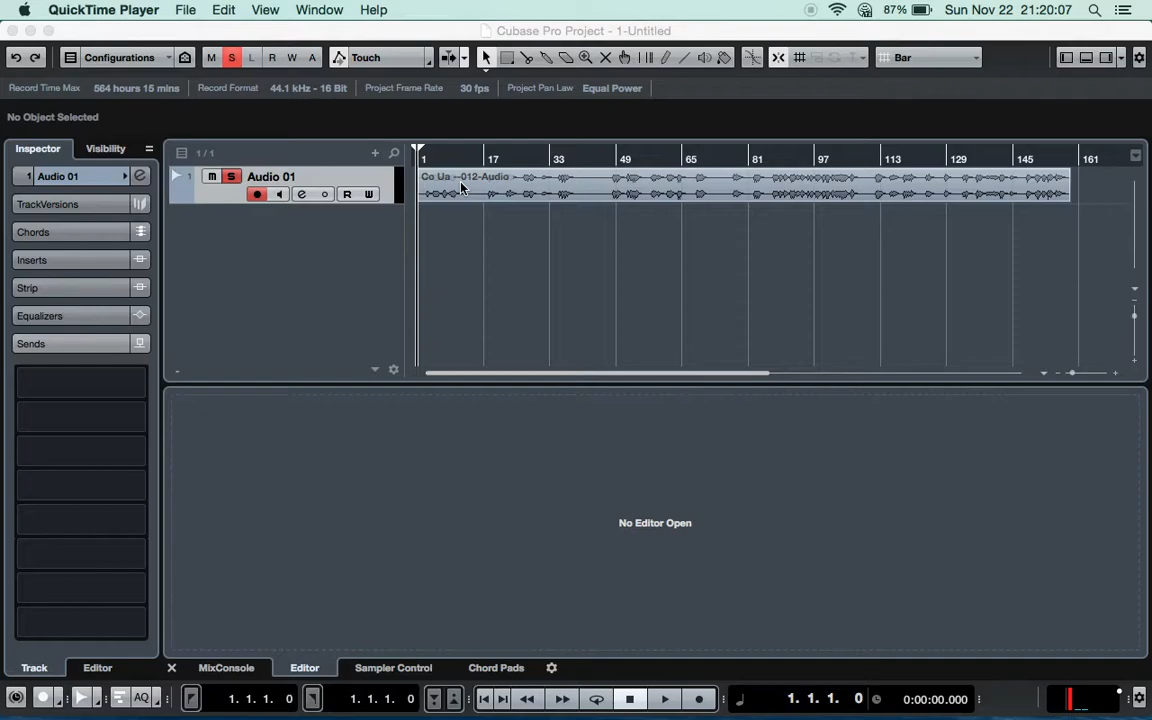 QuickTime Player File Edit View Window Help 87% Sun Nov 22 21:20:07
Cubase Pro Project - 1-Untitled
Configurations M S L R W A Touch Bar
Record Time Max 564 hours 15 mins Record Format 44.1 kHz - 16 Bit Project Frame Rate 30 fps Project Pan Law Equal Power
No Object Selected
Inspector Visibility 1/1 + 1 17 33 49 65 81 97 113 129 145 161
1 Audio 01 e 1 m S Audio 01 Co Ua --012-Audio
e R W
TrackVersions
Chords
Inserts
Strip
Equalizers
Sends
No Editor Open
Track Editor MixConsole Editor Sampler Control Chord Pads
AQ 1. 1. 1. 0 1. 1. 1. 0 1. 1. 1. 0 0:00:00.000